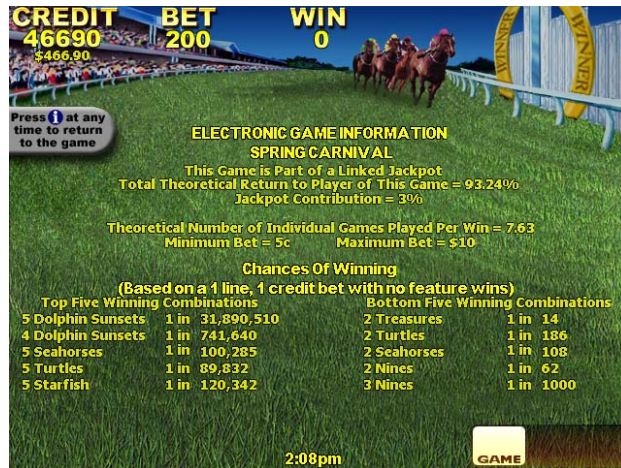 CREDIT BET WIN
46690 200 0
$466.90
WINNER WINNER
Press i at any
time to return
to the game
ELECTRONIC GAME INFORMATION
SPRING CARNIVAL
This Game is Part of a Linked Jackpot
Total Theoretical Return to Player of This Game = 93.24%
Jackpot Contribution = 3%
Theoretical Number of Individual Games Played Per Win = 7.63
Minimum Bet = 5c Maximum Bet = $10
Chances Of Winning
(Based on a 1 line, 1 credit bet with no feature wins)
Top Five Winning Combinations Bottom Five Winning Combinations
5 Dolphin Sunsets 1 in 31,890,510 2 Treasures 1 in 14
4 Dolphin Sunsets 1 in 741,640 2 Turtles 1 in 186
5 Seahorses 1 in 100,285 2 Seahorses 1 in 108
5 Turtles 1 in 89,832 2 Nines 1 in 62
5 Starfish 1 in 120,342 3 Nines 1 in 1000
2:08pm
GAME